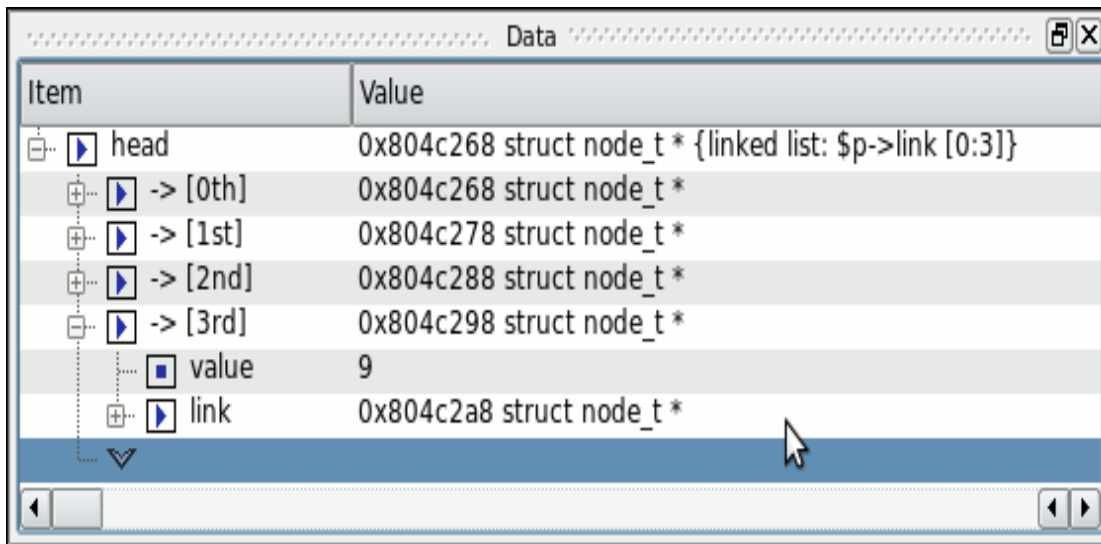 Data
Item Value
head 0x804c268 struct node_t * {linked list: $p->link [0:3]}
-> [0th] 0x804c268 struct node_t *
-> [1st] 0x804c278 struct node_t *
-> [2nd] 0x804c288 struct node_t *
-> [3rd] 0x804c298 struct node_t *
value 9
link 0x804c2a8 struct node_t *